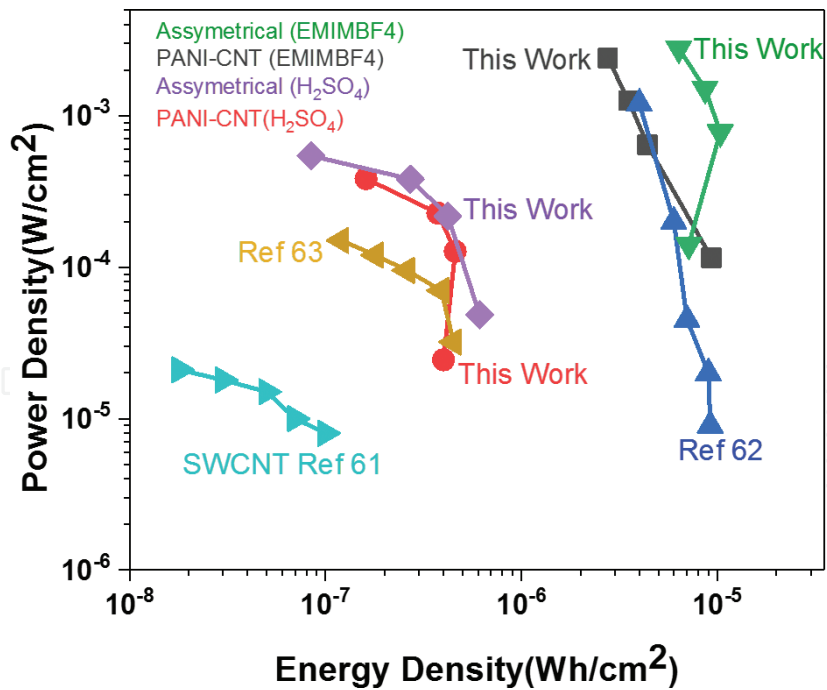 Assymetrical (EMIMBF4)
PANI-CNT (EMIMBF4)
Assymetrical (H₂SO₄)
PANI-CNT(H₂SO₄)
This Work
This Work
This Work
Ref 63
This Work
SWCNT Ref 61
Ref 62
Power Density(W/cm²)
10⁻³
10⁻⁴
10⁻⁵
10⁻⁶
10⁻⁸
10⁻⁷
10⁻⁶
10⁻⁵
Energy Density(Wh/cm²)